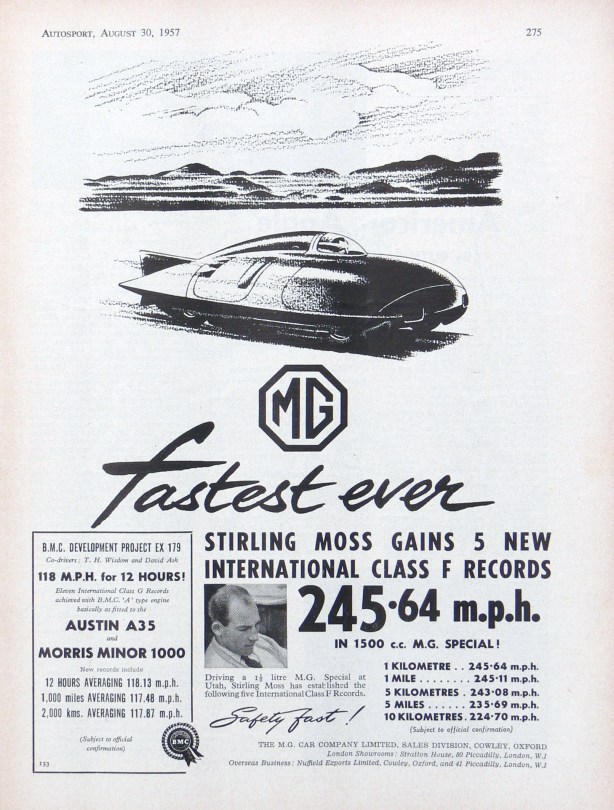 AUTOSPORT, AUGUST 30, 1957
275
MG
fastest ever
B.M.C. DEVELOPMENT PROJECT EX 179
Co-drivers: T. H. Wisdom and David Ash
118 M.P.H. for 12 HOURS!
Eleven International Class G Records
achieved with B.M.C. 'A' type engine
basically as fitted to the
AUSTIN A35
and
MORRIS MINOR 1000
New records include
12 HOURS AVERAGING 118.13 m.p.h.
1,000 miles AVERAGING 117.48 m.p.h.
2,000 kms. AVERAGING 117.87 m.p.h.
(Subject to official
confirmation)
BMC
133
STIRLING MOSS GAINS 5 NEW
INTERNATIONAL CLASS F RECORDS
245·64 m.p.h.
IN 1500 c.c. M.G. SPECIAL!
Driving a 1½ litre M.G. Special at
Utah, Stirling Moss has established the
following five International Class F Records.
Safety fast!
1 KILOMETRE . . 245·64 m.p.h.
1 MILE . . . . . . . . 245·11 m.p.h.
5 KILOMETRES . 243·08 m.p.h.
5 MILES . . . . . . 235·69 m.p.h.
10 KILOMETRES. 224·70 m.p.h.
(Subject to official confirmation)
THE M.G. CAR COMPANY LIMITED, SALES DIVISION, COWLEY, OXFORD
London Showrooms: Stratton House, 80 Piccadilly, London, W.1
Overseas Business: Nuffield Exports Limited, Cowley, Oxford, and 41 Piccadilly, London, W.1